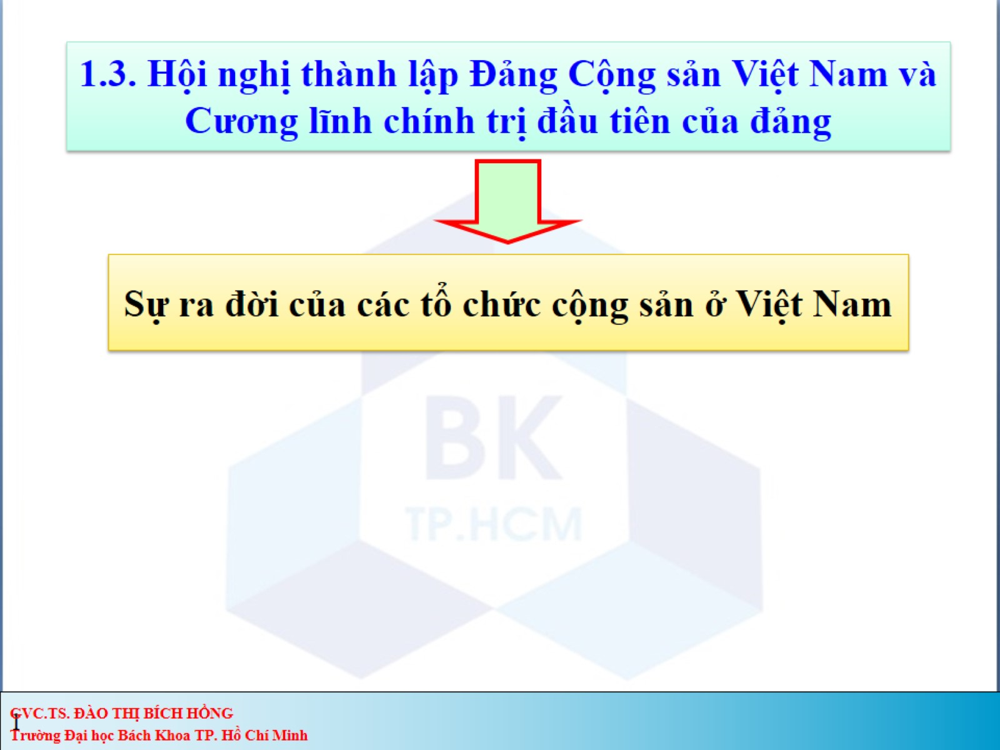 1.3. Hội nghị thành lập Đảng Cộng sản Việt Nam và
Cương lĩnh chính trị đầu tiên của đảng
Sự ra đời của các tổ chức cộng sản ở Việt Nam
BK
TP.HCM
GVC.TS. ĐÀO THỊ BÍCH HỒNG
1
Trường Đại học Bách Khoa TP. Hồ Chí Minh